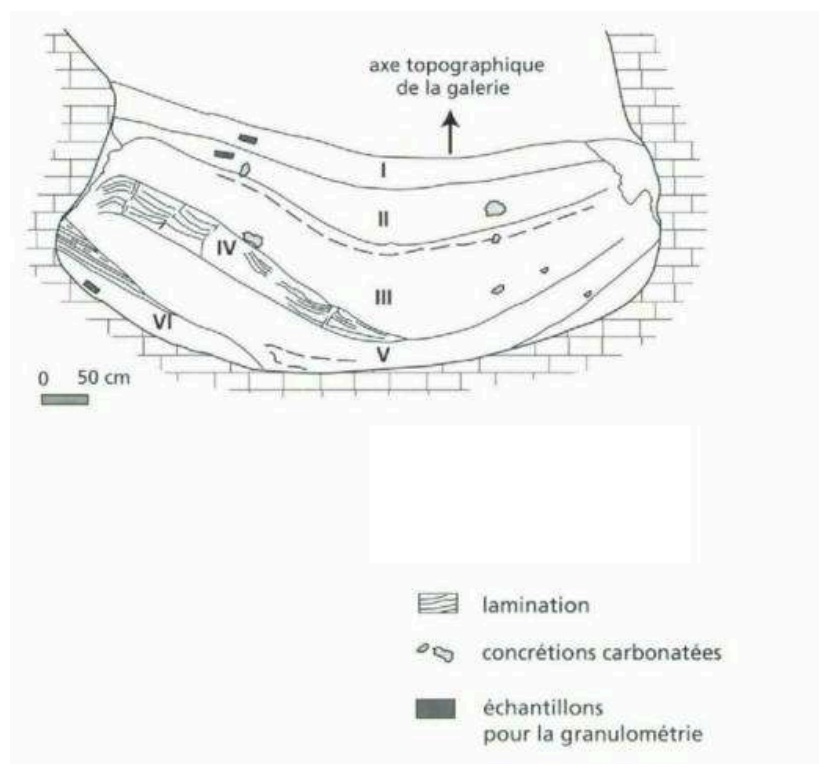 axe topographique
de la galerie
I
II
IV
III
VI
V
0 50 cm
lamination
concrétions carbonatées
échantillons
pour la granulométrie